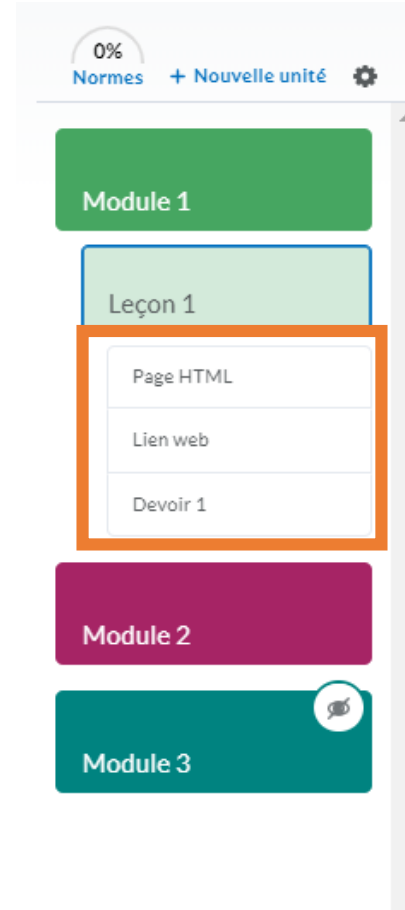 0%
Normes + Nouvelle unité
Module 1
Leçon 1
Page HTML
Lien web
Devoir 1
Module 2
Module 3